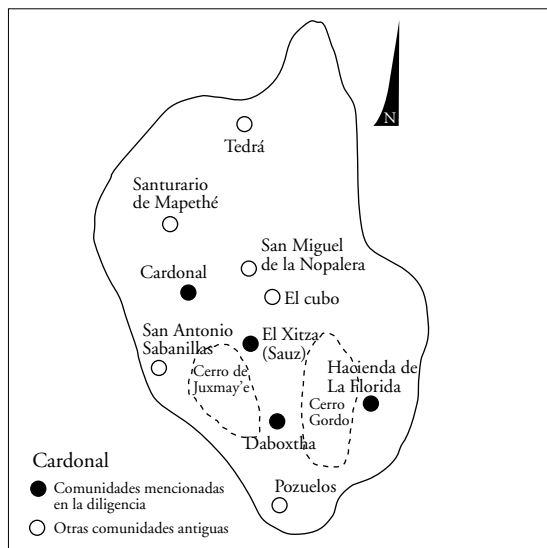 N
Tedrá
Santurario
de Mapethé
San Miguel
de la Nopalera
Cardonal
El cubo
San Antonio
Sabanillas
El Xitza
(Sauz)
Cerro de
Juxmay'e
Hacienda de
La Florida
Cerro
Gordo
Daboxtha
Pozuelos
Cardonal
Comunidades mencionadas
en la diligencia
Otras comunidades antiguas